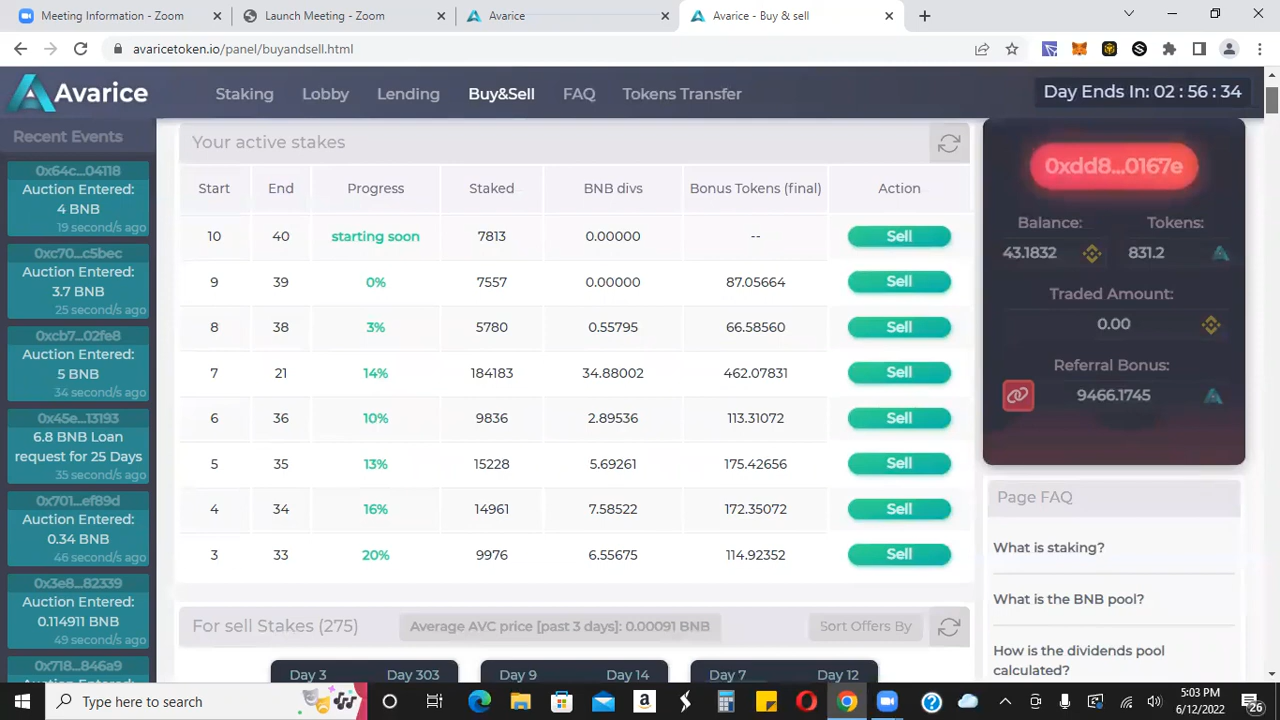 Meeting Information - Zoom
Launch Meeting - Zoom
Avarice
Avarice - Buy & sell
avaricetoken.io/panel/buyandsell.html
Avarice
Staking
Lobby
Lending
Buy&Sell
FAQ
Tokens Transfer
Day Ends In: 02 : 56 : 34
Recent Events
0x64c...04118
Auction Entered:
4 BNB
19 second/s ago
0xc70...c5bec
Auction Entered:
3.7 BNB
25 second/s ago
0xcb7...02fe8
Auction Entered:
5 BNB
34 second/s ago
0x45e...13193
6.8 BNB Loan
request for 25 Days
35 second/s ago
0x701...ef89d
Auction Entered:
0.34 BNB
46 second/s ago
0x3e8...82339
Auction Entered:
0.114911 BNB
49 second/s ago
0x718...846a9
Your active stakes
Start End Progress Staked BNB divs Bonus Tokens (final) Action
10 40 starting soon 7813 0.00000 -- Sell
9 39 0% 7557 0.00000 87.05664 Sell
8 38 3% 5780 0.55795 66.58560 Sell
7 21 14% 184183 34.88002 462.07831 Sell
6 36 10% 9836 2.89536 113.31072 Sell
5 35 13% 15228 5.69261 175.42656 Sell
4 34 16% 14961 7.58522 172.35072 Sell
3 33 20% 9976 6.55675 114.92352 Sell
For sell Stakes (275)
Average AVC price [past 3 days]: 0.00091 BNB
Sort Offers By
Day 3 Day 303
Day 9 Day 14
Day 7 Day 12
0xdd8...0167e
Balance: Tokens:
43.1832 831.2
Traded Amount:
0.00
Referral Bonus:
9466.1745
Page FAQ
What is staking?
What is the BNB pool?
How is the dividends pool
calculated?
Type here to search
5:03 PM
6/12/2022
26